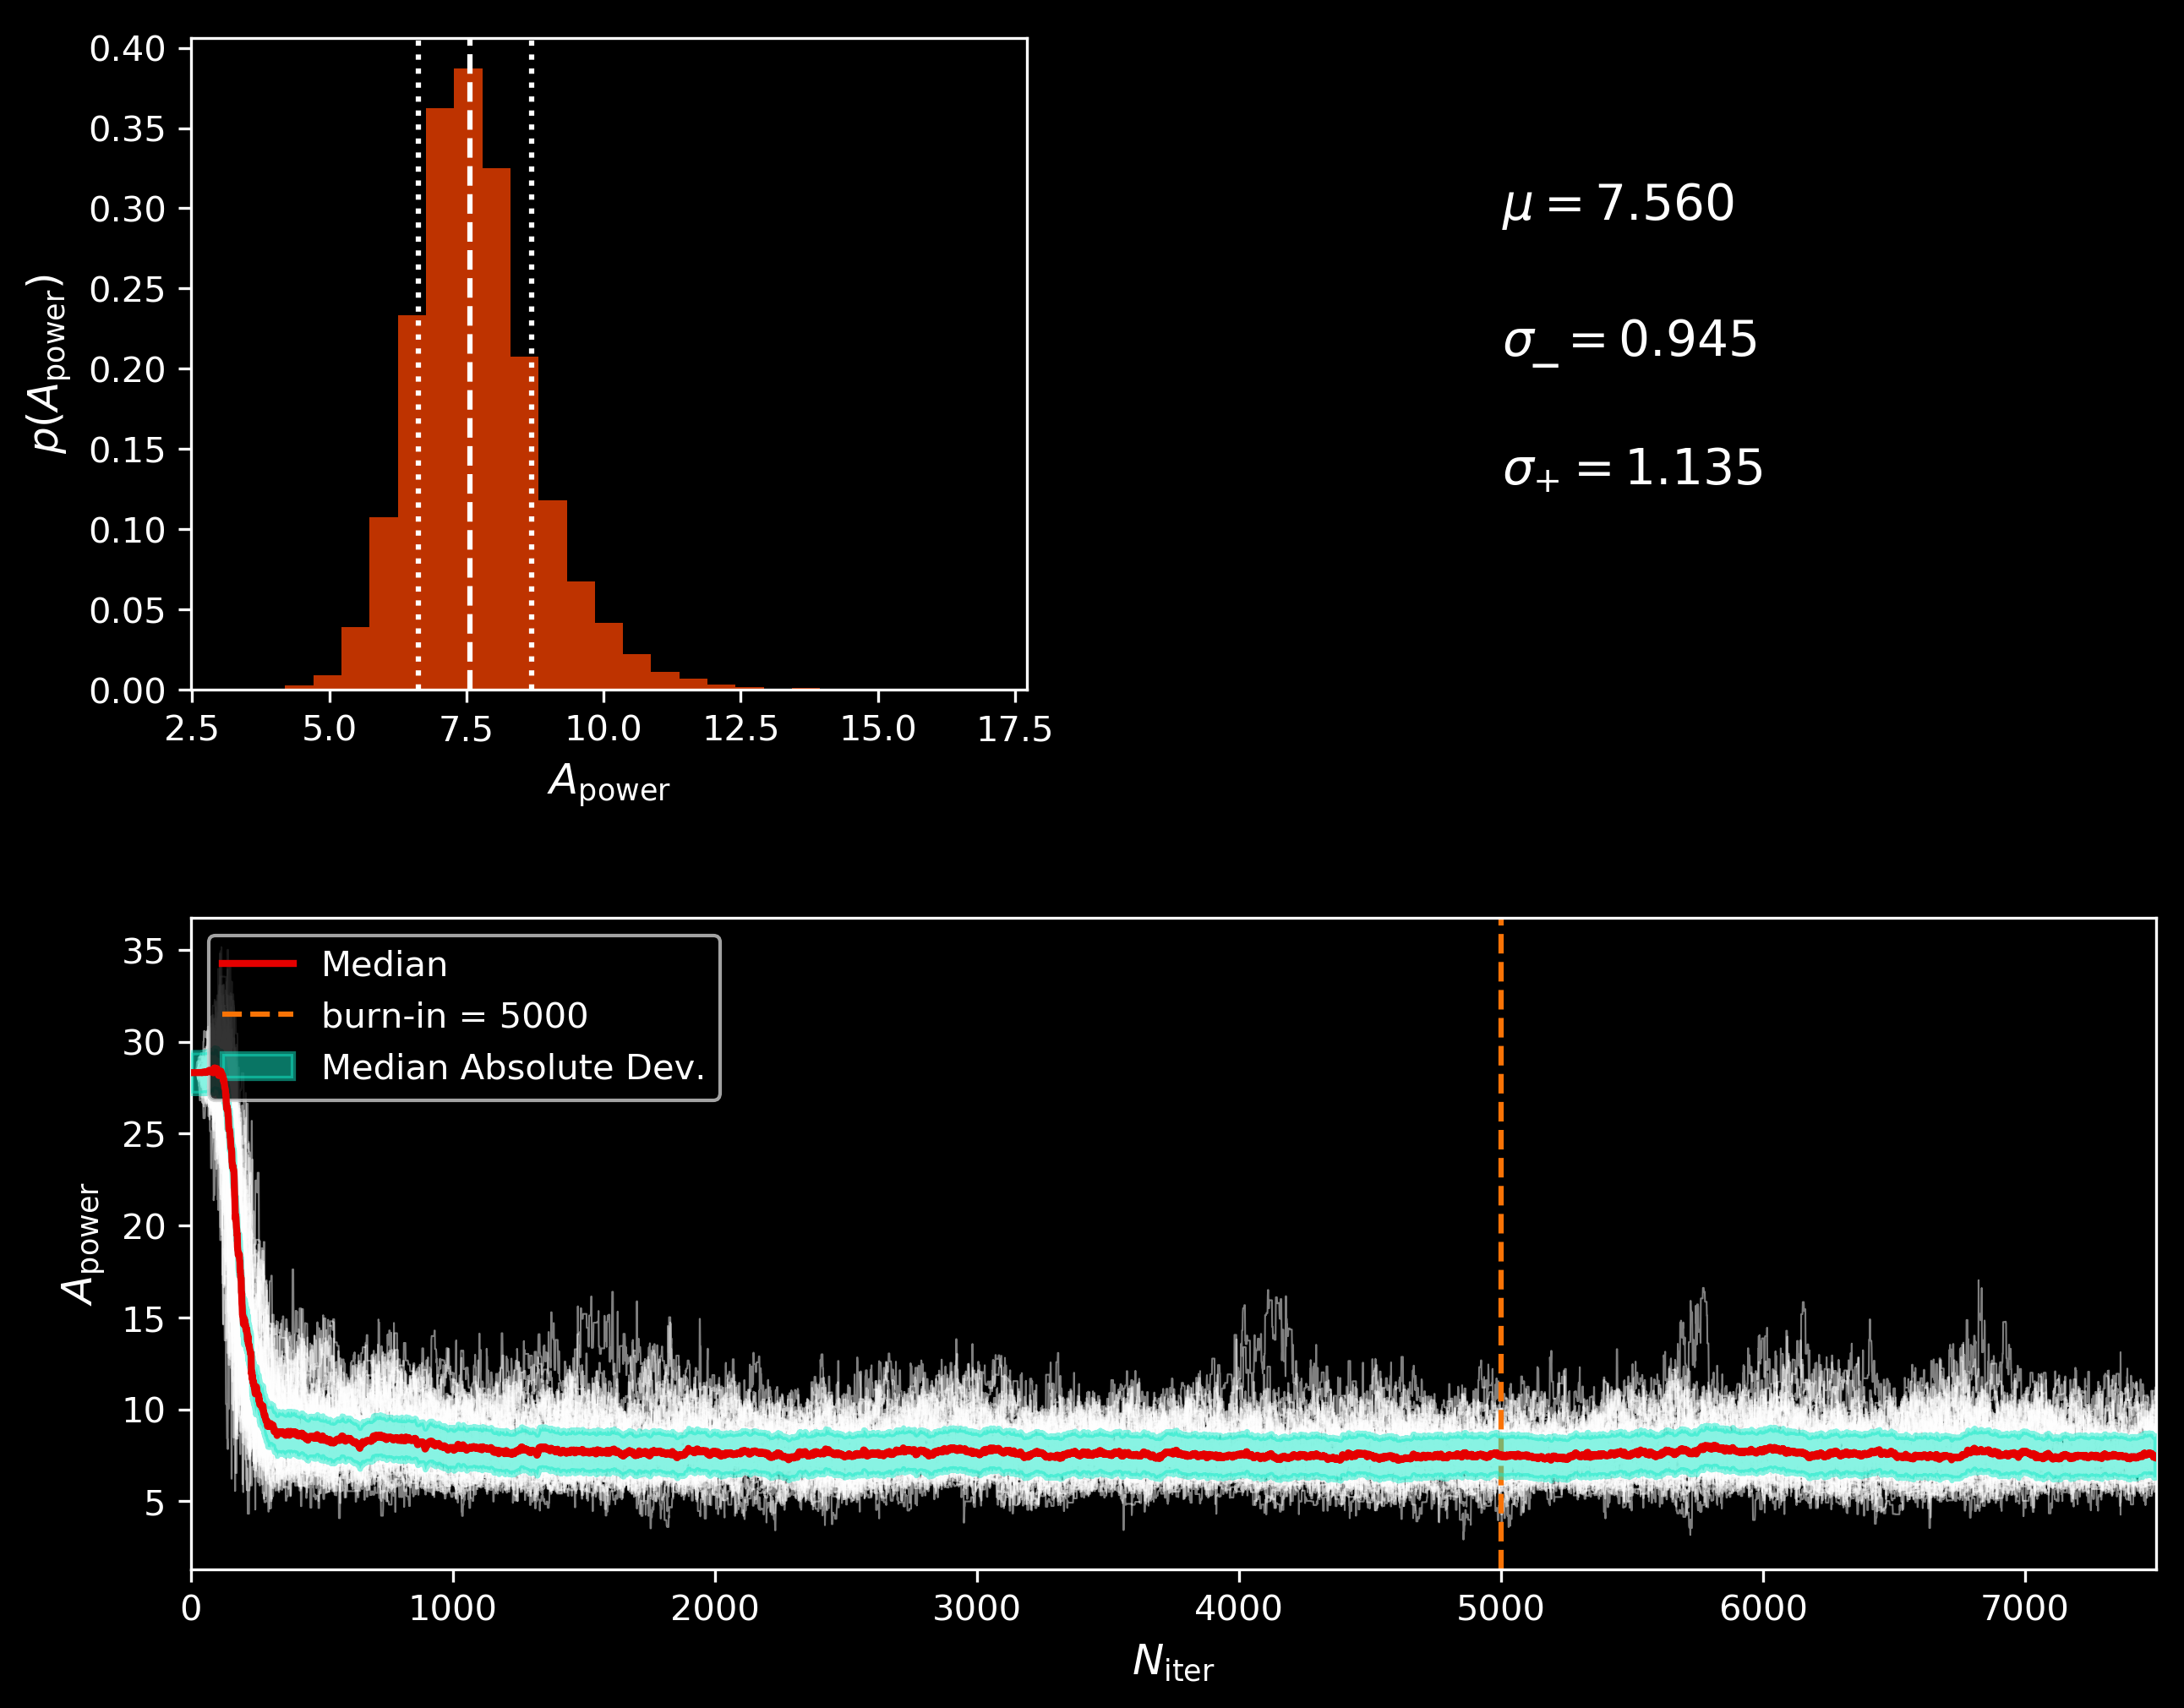 0.40
0.35
0.30
0.25
0.20
0.15
0.10
0.05
0.00
p(A_power)
2.5 5.0 7.5 10.0 12.5 15.0 17.5
A_power
μ = 7.560
σ_− = 0.945
σ_+ = 1.135
35
30
25
20
15
10
5
A_power
Median
burn-in = 5000
Median Absolute Dev.
0 1000 2000 3000 4000 5000 6000 7000
N_iter